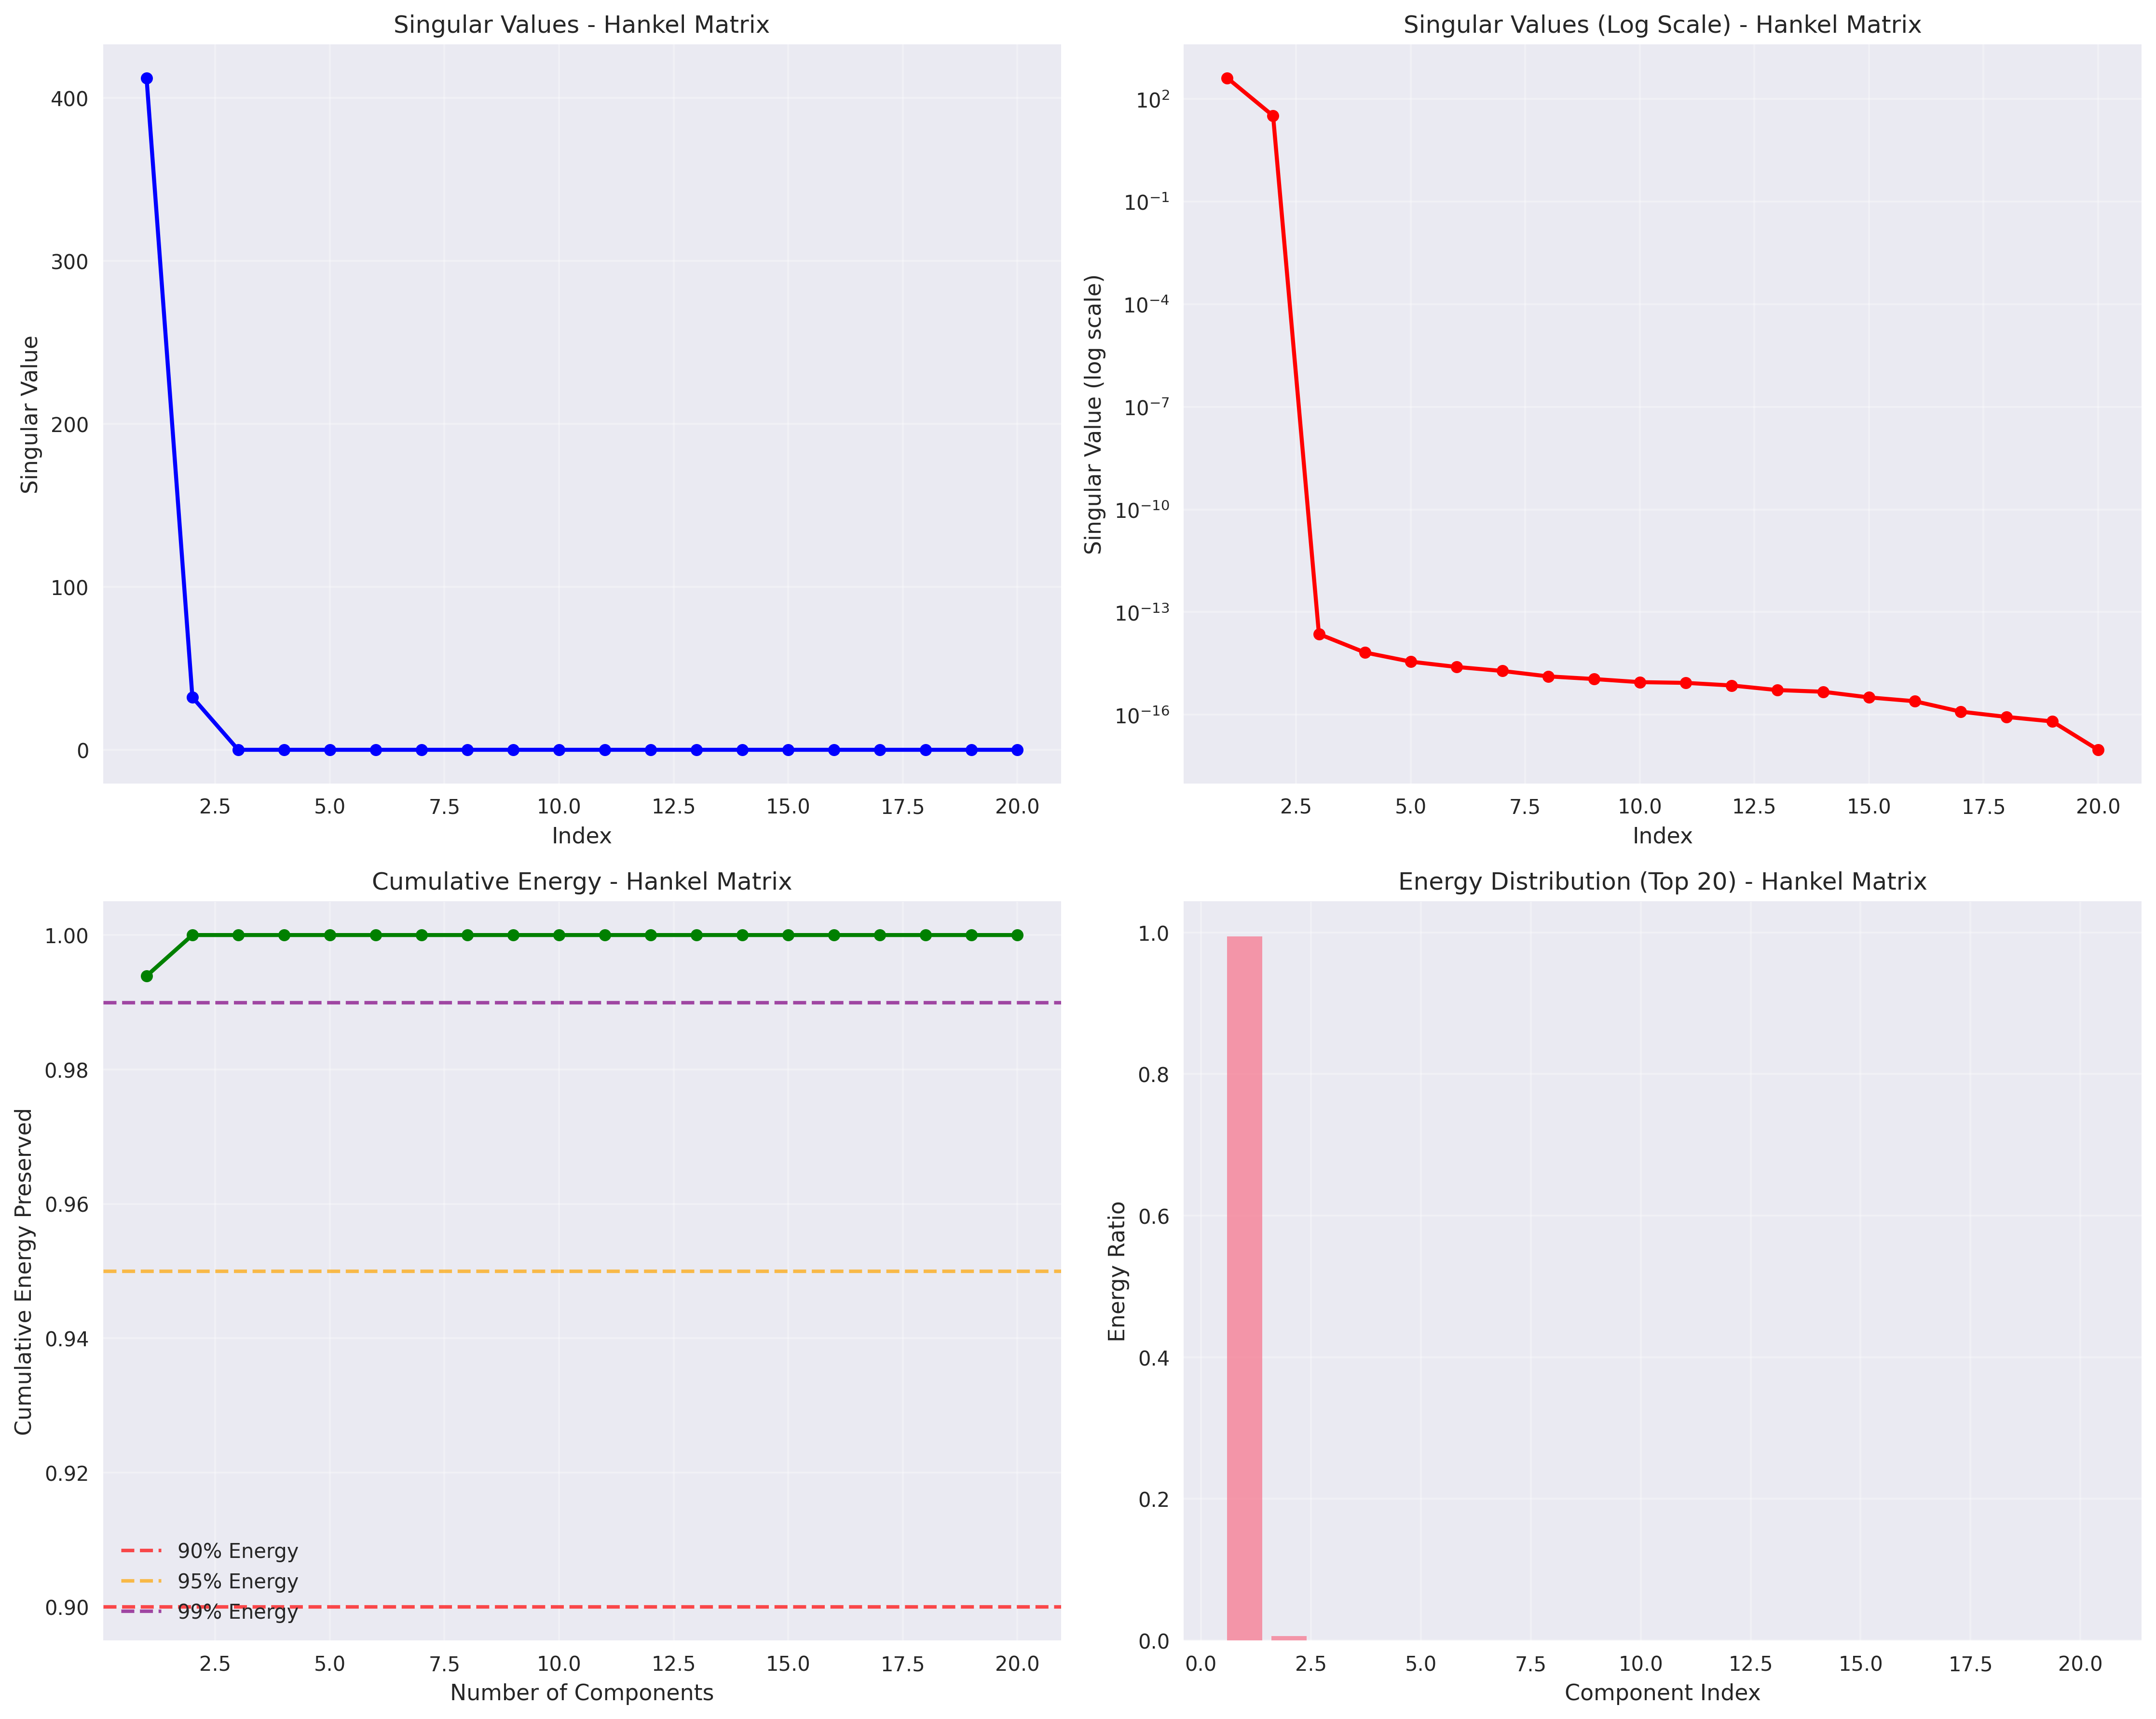 Singular Values - Hankel Matrix
400
300
200
100
0
Singular Value
2.5 5.0 7.5 10.0 12.5 15.0 17.5 20.0
Index
Singular Values (Log Scale) - Hankel Matrix
10²
10⁻¹
10⁻⁴
10⁻⁷
10⁻¹⁰
10⁻¹³
10⁻¹⁶
Singular Value (log scale)
2.5 5.0 7.5 10.0 12.5 15.0 17.5 20.0
Index
Cumulative Energy - Hankel Matrix
1.00
0.98
0.96
0.94
0.92
0.90
Cumulative Energy Preserved
90% Energy
95% Energy
99% Energy
2.5 5.0 7.5 10.0 12.5 15.0 17.5 20.0
Number of Components
Energy Distribution (Top 20) - Hankel Matrix
1.0
0.8
0.6
0.4
0.2
0.0
Energy Ratio
0.0 2.5 5.0 7.5 10.0 12.5 15.0 17.5 20.0
Component Index